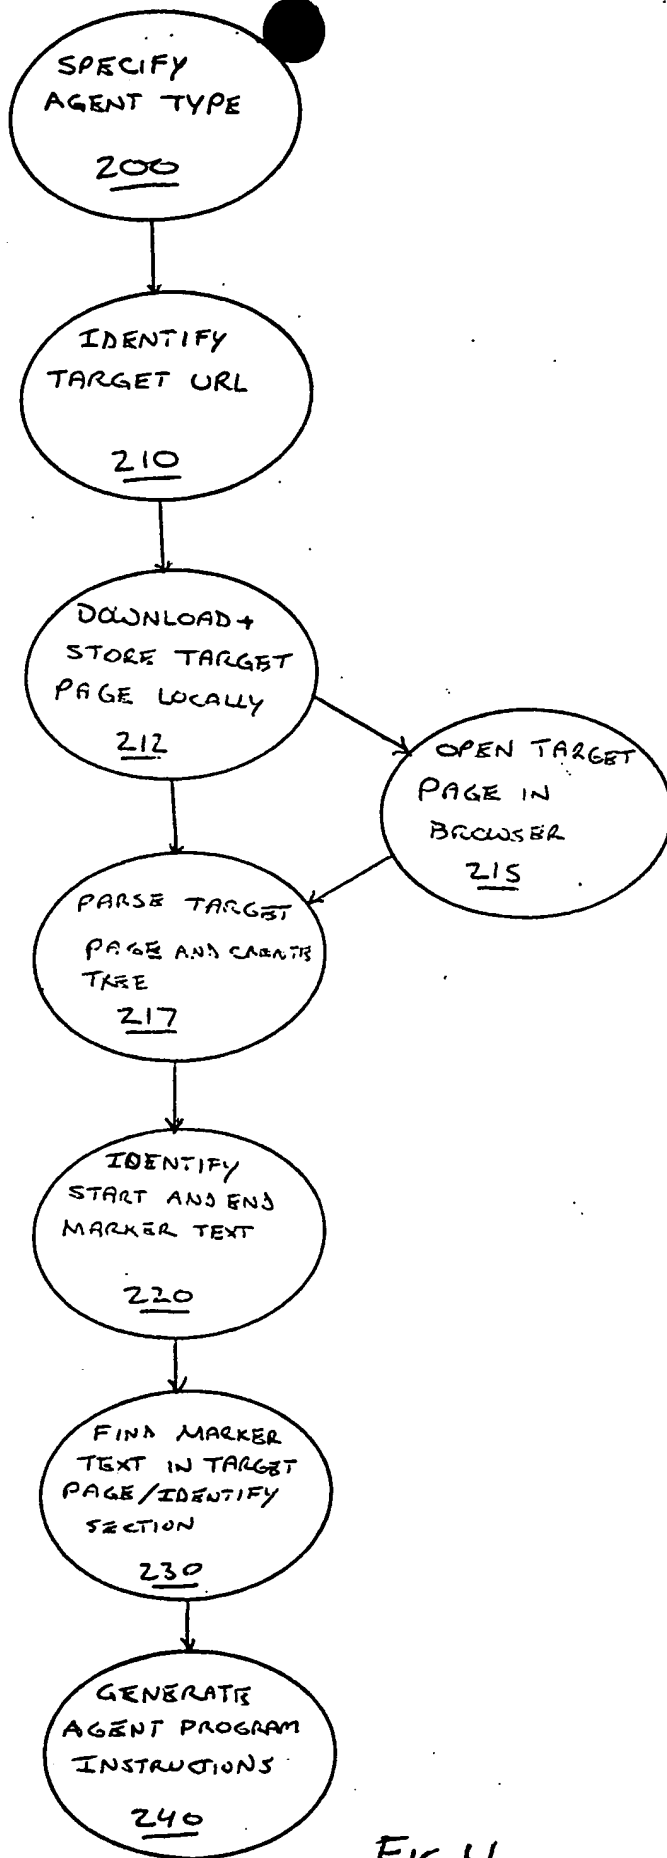 SPECIFY
AGENT TYPE
200
IDENTIFY
TARGET URL
210
DOWNLOAD +
STORE TARGET
PAGE LOCALLY
212
OPEN TARGET
PAGE IN
BROWSER
215
PARSE TARGET
PAGE AND CREATE
TREE
217
IDENTIFY
START AND END
MARKER TEXT
220
FIND MARKER
TEXT IN TARGET
PAGE/IDENTIFY
SECTION
230
GENERATE
AGENT PROGRAM
INSTRUCTIONS
240
FIG. 4